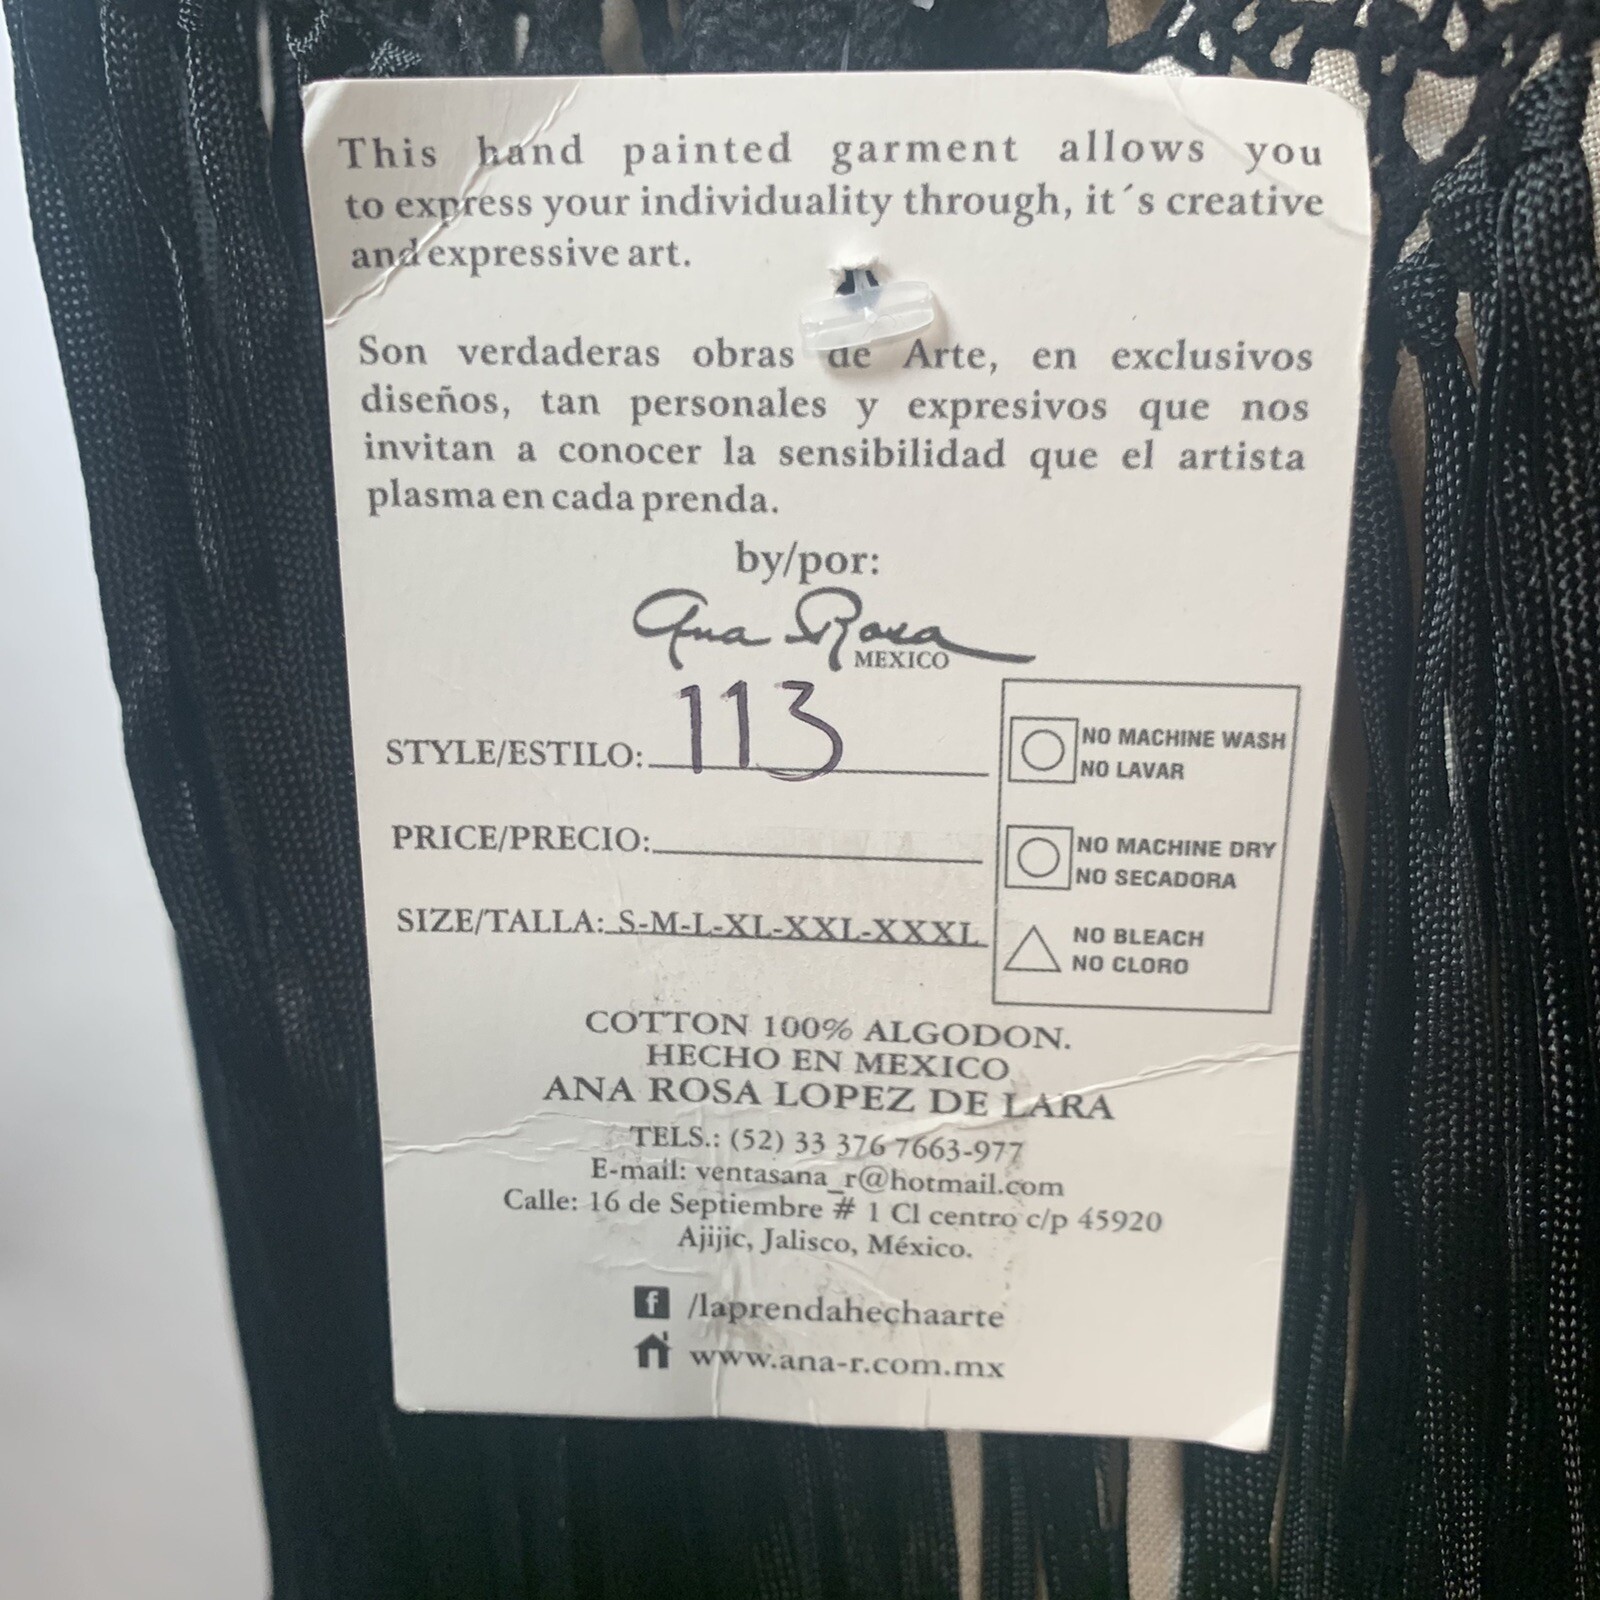 This hand painted garment allows you
to express your individuality through, it´s creative
and expressive art.
Son verdaderas obras de Arte, en exclusivos
diseños, tan personales y expresivos que nos
invitan a conocer la sensibilidad que el artista
plasma en cada prenda.
by/por:
Ana Rosa
MEXICO
STYLE/ESTILO: 113
PRICE/PRECIO:
SIZE/TALLA: S-M-L-XL-XXL-XXXL
NO MACHINE WASH
NO LAVAR
NO MACHINE DRY
NO SECADORA
NO BLEACH
NO CLORO
COTTON 100% ALGODON.
HECHO EN MEXICO
ANA ROSA LOPEZ DE LARA
TELS.: (52) 33 376 7663-977
E-mail: ventasana_r@hotmail.com
Calle: 16 de Septiembre # 1 Cl centro c/p 45920
Ajijic, Jalisco, México.
f /laprendahechaarte
www.ana-r.com.mx